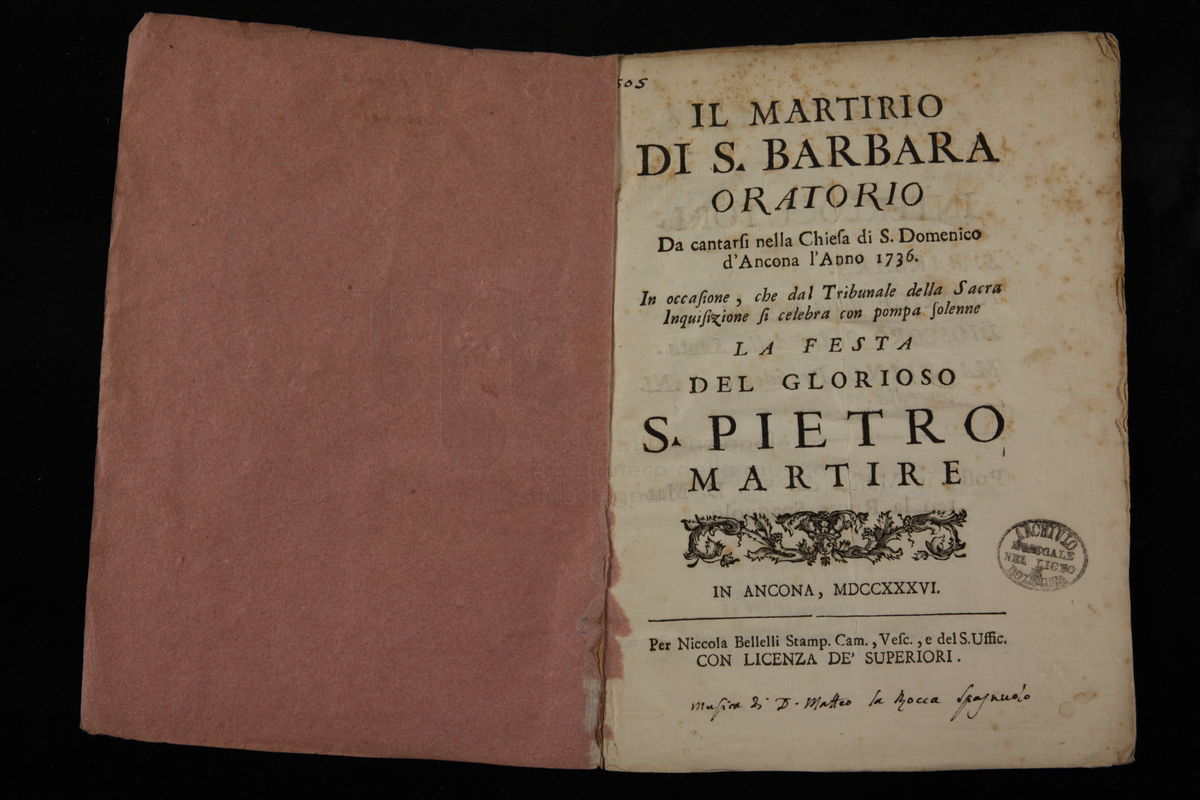 505
IL MARTIRIO
DI S. BARBARA
ORATORIO
Da cantarsi nella Chiesa di S. Domenico
d'Ancona l'Anno 1736.
In occasione, che dal Tribunale della Sacra
Inquisizione si celebra con pompa solenne
LA FESTA
DEL GLORIOSO
S. PIETRO
MARTIRE
IN ANCONA, MDCCXXXVI.
Per Niccola Bellelli Stamp. Cam., Vesc., e del S. Uffic.
CON LICENZA DE' SUPERIORI.
musica di D. Matteo la Rocca Spagnuolo
ARCHIVIO
NEL LICEO